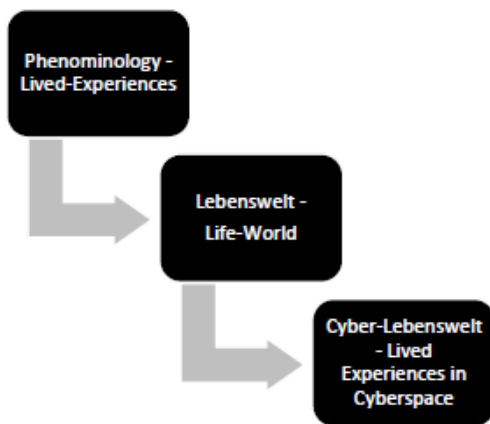 Phenominology -
Lived-Experiences
Lebenswelt -
Life-World
Cyber-Lebenswelt
- Lived
Experiences in
Cyberspace